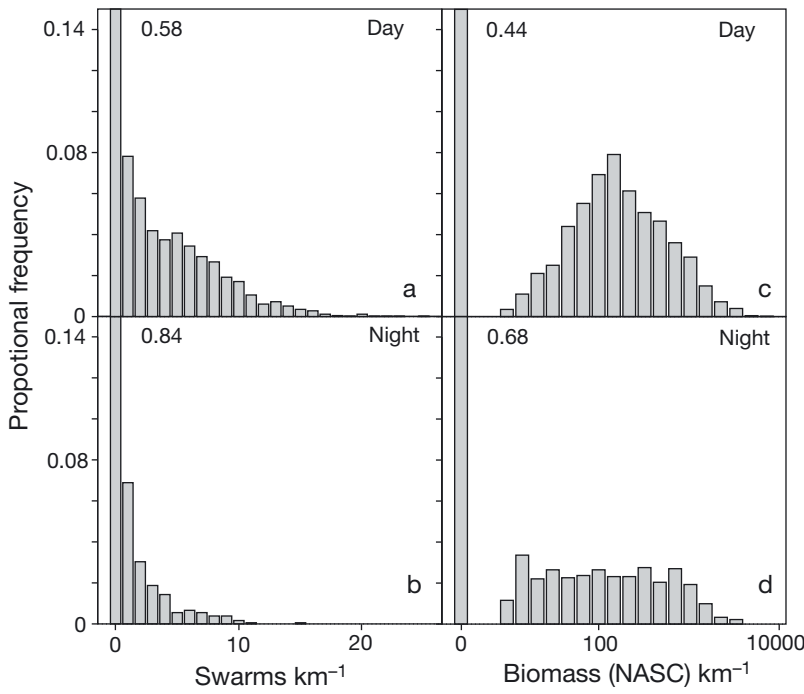 Propotional frequency
0.14
0.08
0
0.58
Day
a
0.44
Day
c
0.14
0.08
0
0.84
Night
b
0.68
Night
d
0
10
20
0
100
10000
Swarms km⁻¹
Biomass (NASC) km⁻¹